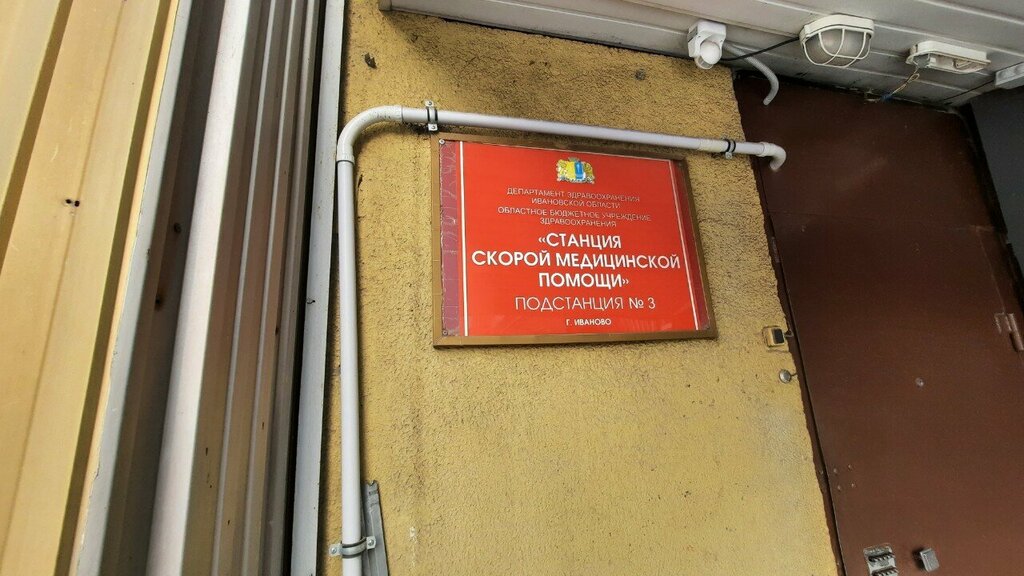 ДЕПАРТАМЕНТ ЗДРАВООХРАНЕНИЯ
ИВАНОВСКОЙ ОБЛАСТИ
ОБЛАСТНОЕ БЮДЖЕТНОЕ УЧРЕЖДЕНИЕ
ЗДРАВООХРАНЕНИЯ
«СТАНЦИЯ
СКОРОЙ МЕДИЦИНСКОЙ
ПОМОЩИ»
ПОДСТАНЦИЯ № 3
Г. ИВАНОВО